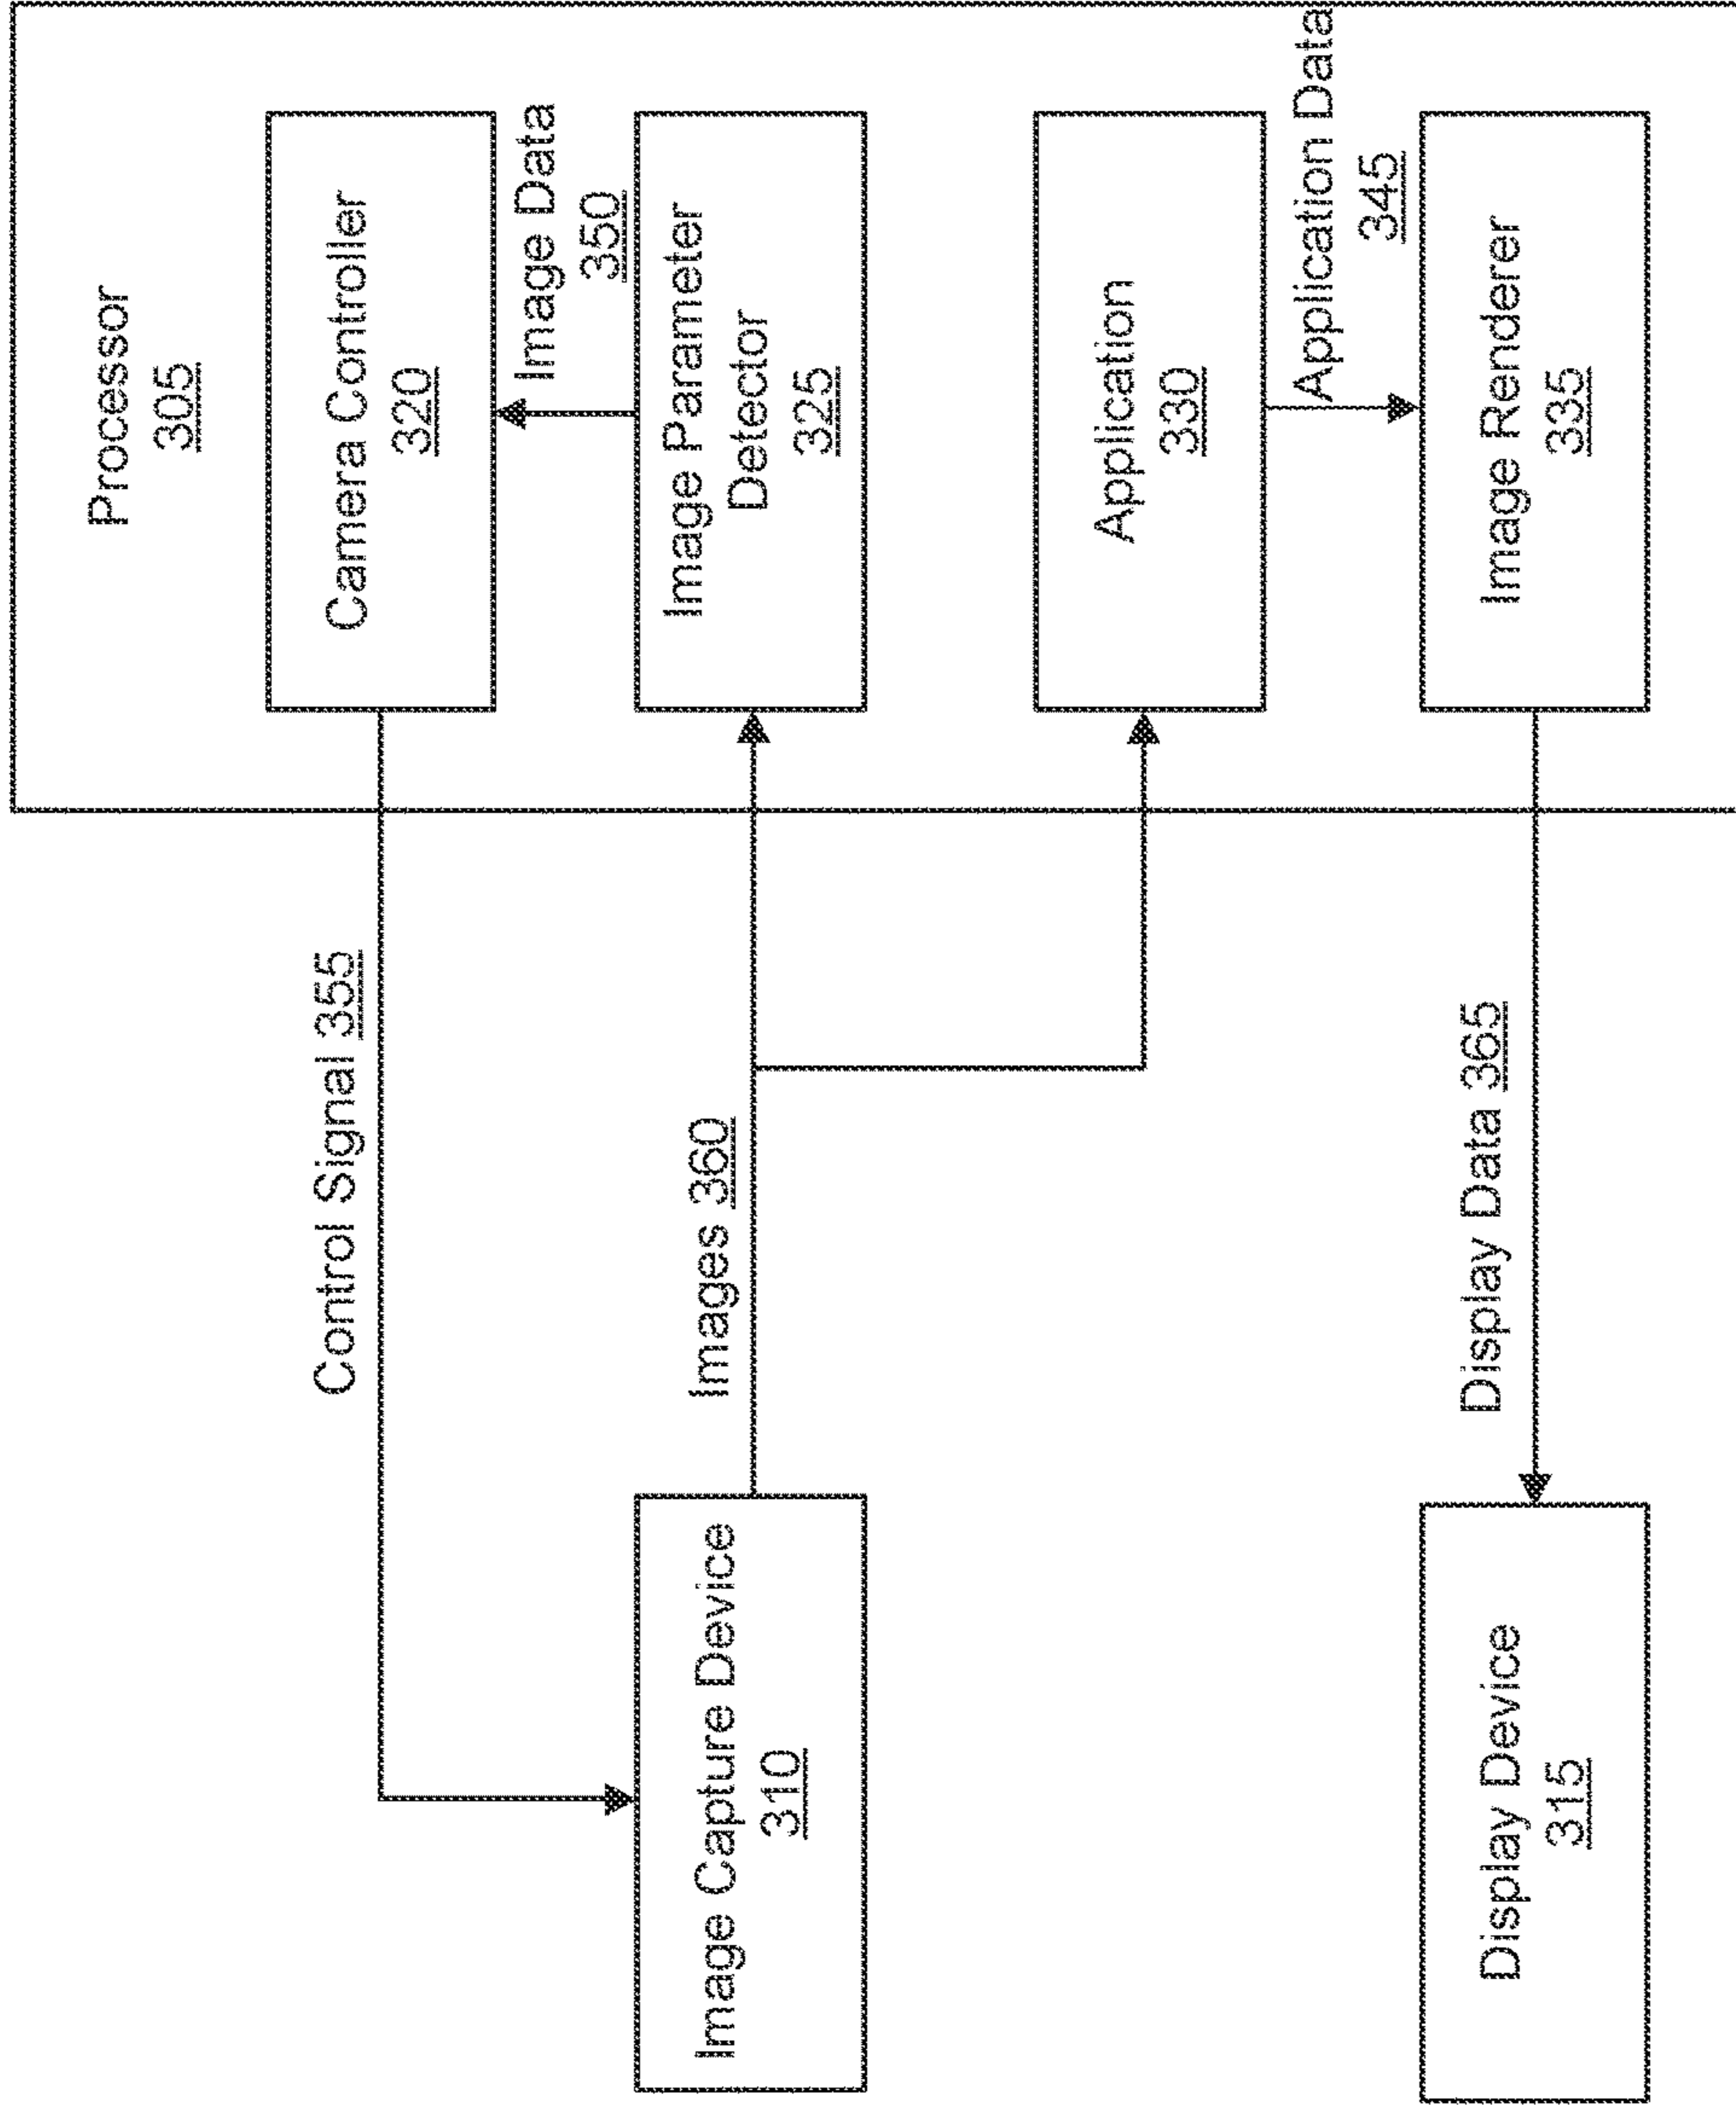 Processor
305
Camera Controller
320
Control Signal 355
Image Data
350
Image Capture Device
310
Images 360
Image Parameter
Detector
325
Application
330
Application Data
345
Display Device
315
Display Data 365
Image Renderer
335